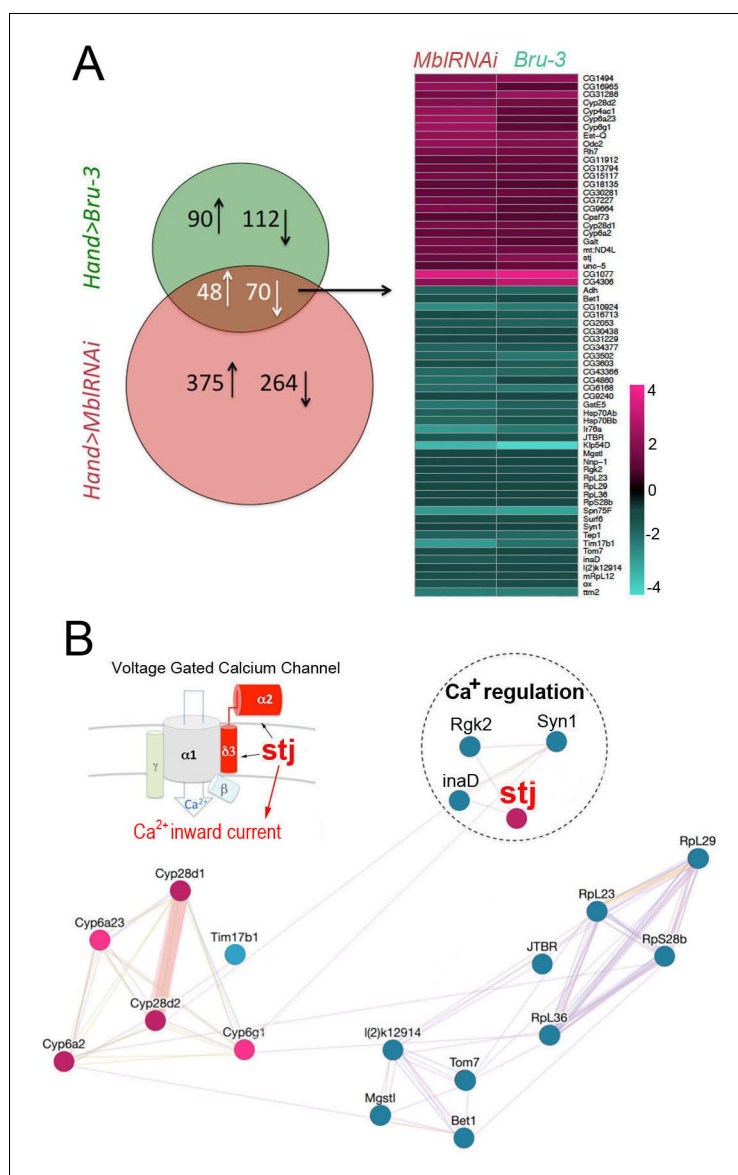 A
MblRNAi Bru-3
Hand>Bru-3
Hand>MblRNAi
90 112
48 70
375 264
CG1494
CG16965
CG31286
Cyp28d2
Cyp4ac1
Cyp6a23
Cyp6g1
Est-Q
Odc2
Rh7
CG11912
CG13794
CG15117
CG18135
CG30281
CG7227
CG9664
Cpsf73
Cyp28d1
Cyp6a2
Galt
mt:ND4L
stj
unc-5
CG1077
CG4306
Adh
Bet1
CG10924
CG16713
CG2053
CG30438
CG31229
CG34377
CG3502
CG3603
CG43366
CG4860
CG6168
CG9240
GstE5
Hsp70Ab
Hsp70Bb
Ir76a
JTBR
Klp54D
Mgstl
Nnp-1
Rgk2
RpL23
RpL29
RpL36
RpS28b
Spn75F
Surf6
Syn1
Tep1
Tim17b1
Tom7
inaD
l(2)k12914
mRpL12
ox
ttm2
4
2
0
-2
-4
B
Voltage Gated Calcium Channel
α2
α1
δ3
γ
β
stj
Ca2+
Ca2+ inward current
Ca+ regulation
Rgk2
Syn1
inaD
stj
Cyp28d1
Cyp6a23
Tim17b1
Cyp28d2
Cyp6g1
Cyp6a2
RpL29
RpL23
RpS28b
JTBR
RpL36
l(2)k12914
Tom7
Mgstl
Bet1